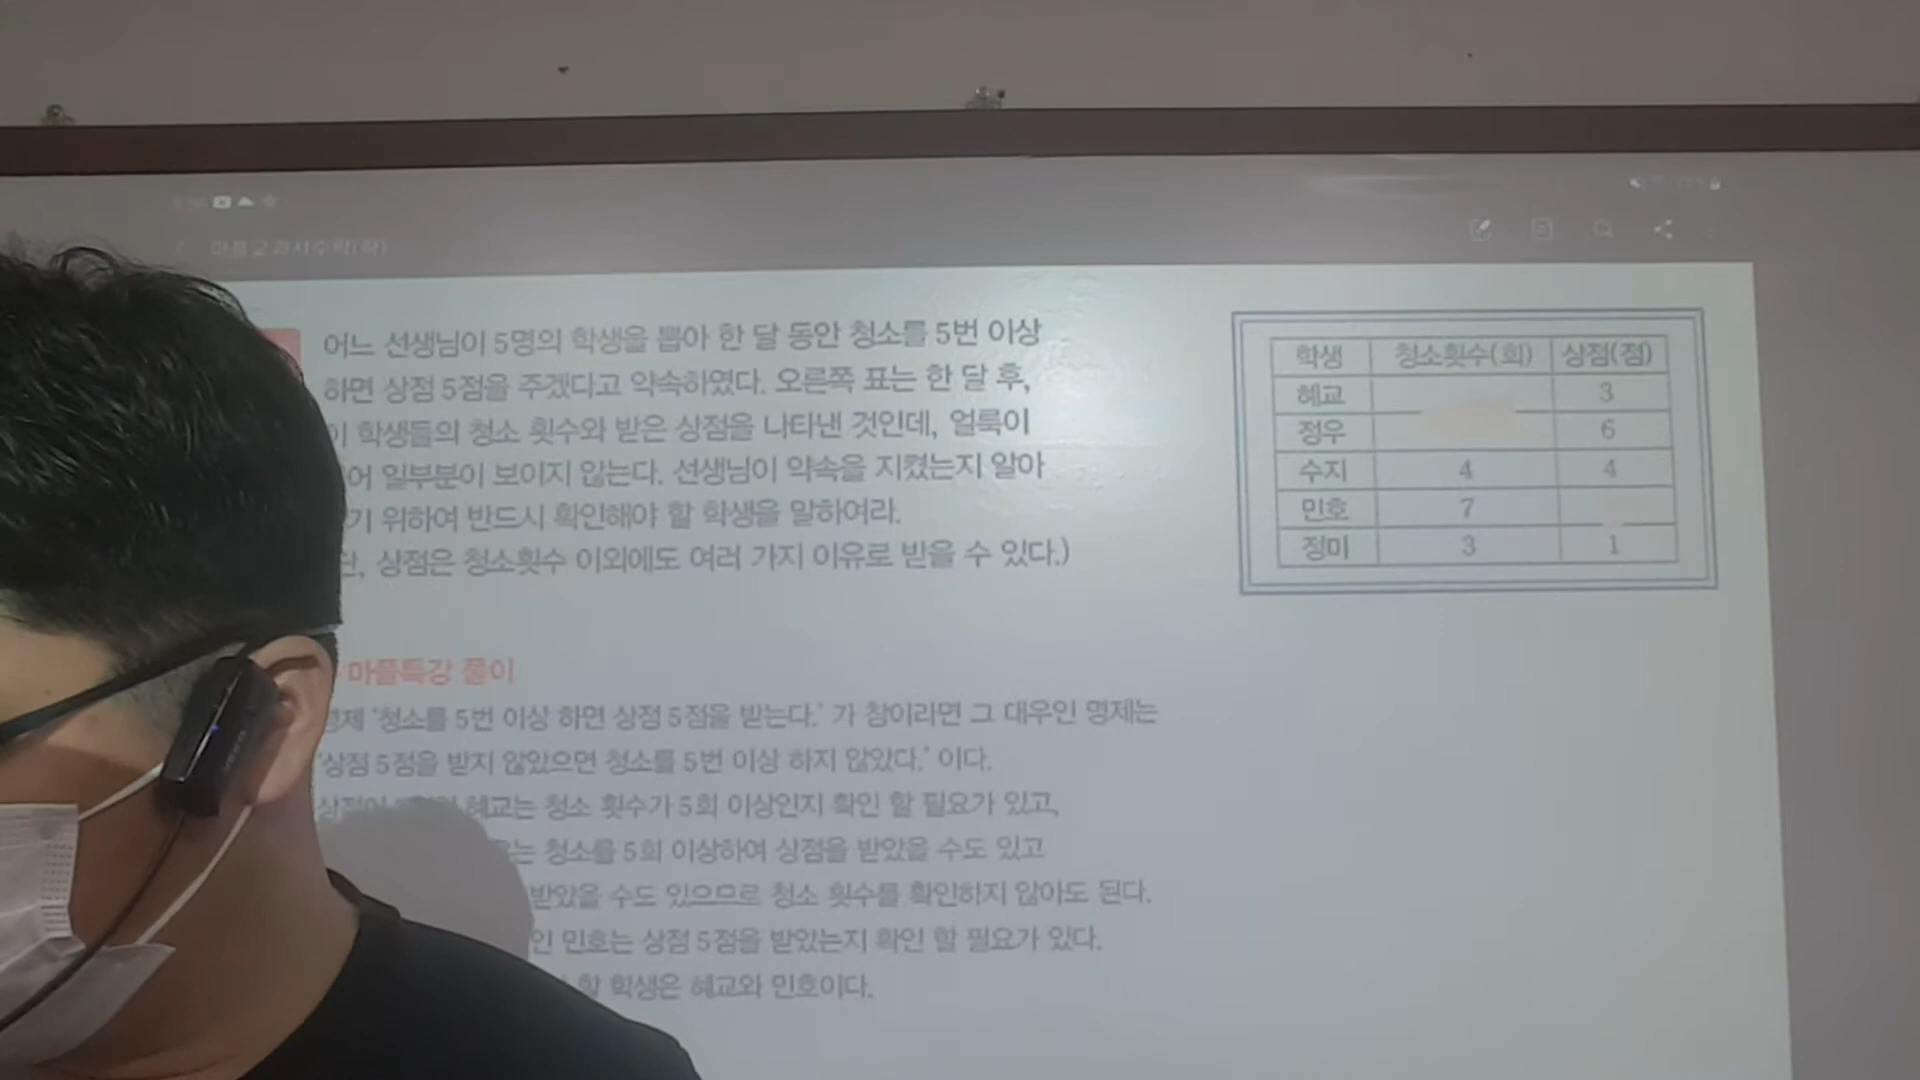 마플교과서수학(하)
어느 선생님이 5명의 학생을 뽑아 한 달 동안 청소를 5번 이상
하면 상점 5점을 주겠다고 약속하였다. 오른쪽 표는 한 달 후,
학생들의 청소 횟수와 받은 상점을 나타낸 것인데, 얼룩이
일부분이 보이지 않는다. 선생님이 약속을 지켰는지 알아
위하여 반드시 확인해야 할 학생을 말하여라.
상점은 청소횟수 이외에도 여러 가지 이유로 받을 수 있다.)
학생 청소횟수(회) 상점(점)
혜교 3
정우 6
수지 4 4
민호 7
정미 3 1
마플특강 풀이
'청소를 5번 이상 하면 상점 5점을 받는다.' 가 참이라면 그 대우인 명제는
'상점 5점을 받지 않았으면 청소를 5번 이상 하지 않았다.' 이다.
혜교는 청소 횟수가 5회 이상인지 확인 할 필요가 있고,
청소를 5회 이상하여 상점을 받았을 수도 있고
받았을 수도 있으므로 청소 횟수를 확인하지 않아도 된다.
인 민호는 상점 5점을 받았는지 확인 할 필요가 있다.
할 학생은 혜교와 민호이다.